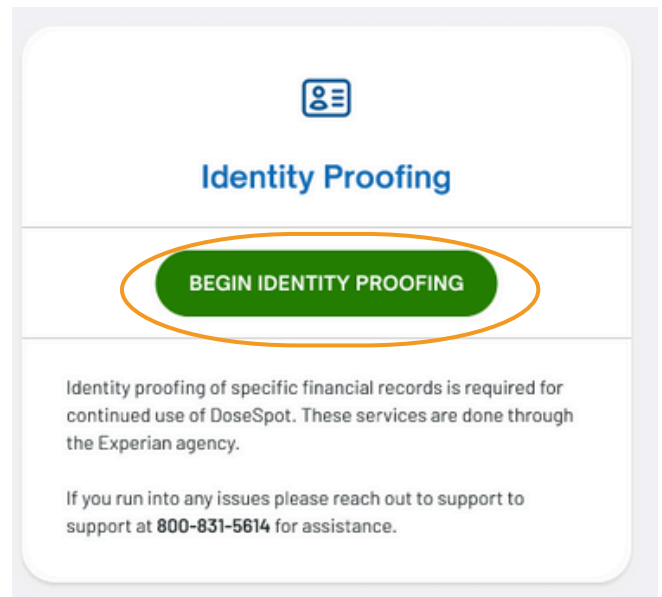 Identity Proofing
BEGIN IDENTITY PROOFING
Identity proofing of specific financial records is required for
continued use of DoseSpot. These services are done through
the Experian agency.
If you run into any issues please reach out to support to
support at 800-831-5614 for assistance.